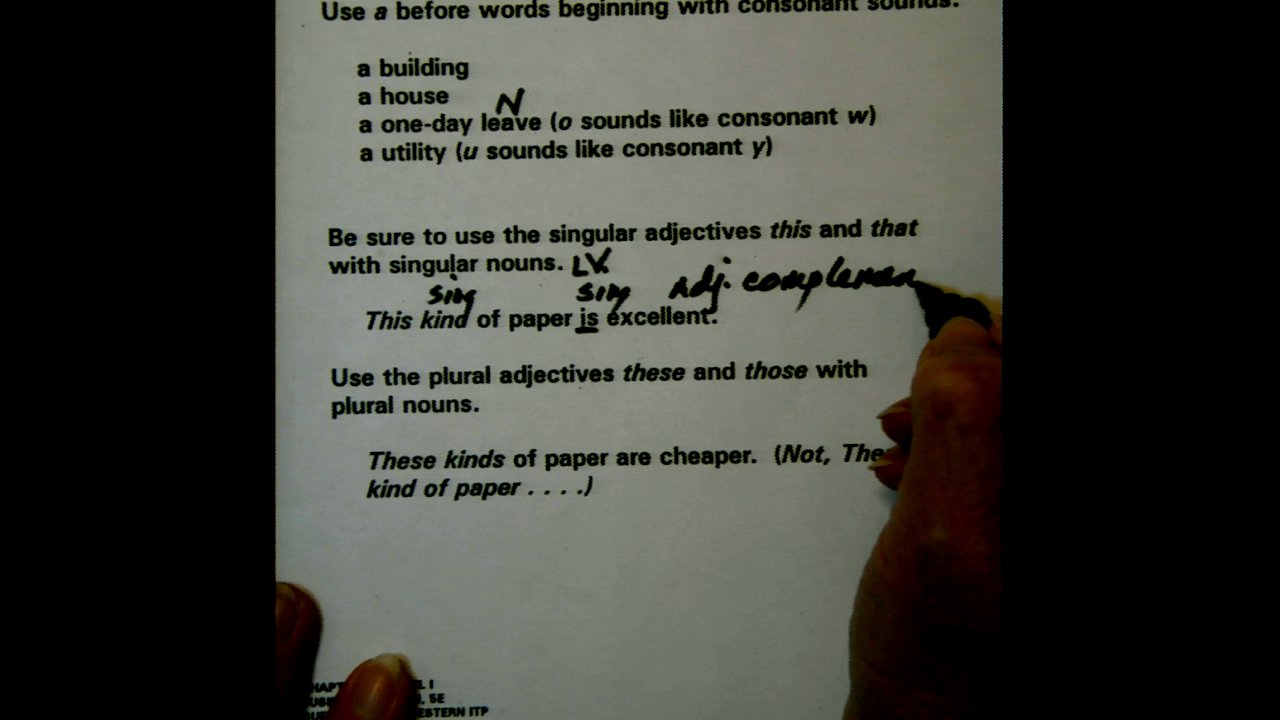 Use a before words beginning with consonant sounds.
a building
a house
N
a one-day leave (o sounds like consonant w)
a utility (u sounds like consonant y)
Be sure to use the singular adjectives this and that
with singular nouns. LV.
sing sing adj. complemen
This kind of paper is excellent.
Use the plural adjectives these and those with
plural nouns.
These kinds of paper are cheaper. (Not, The
kind of paper . . . .)
5E
ESTERN ITP